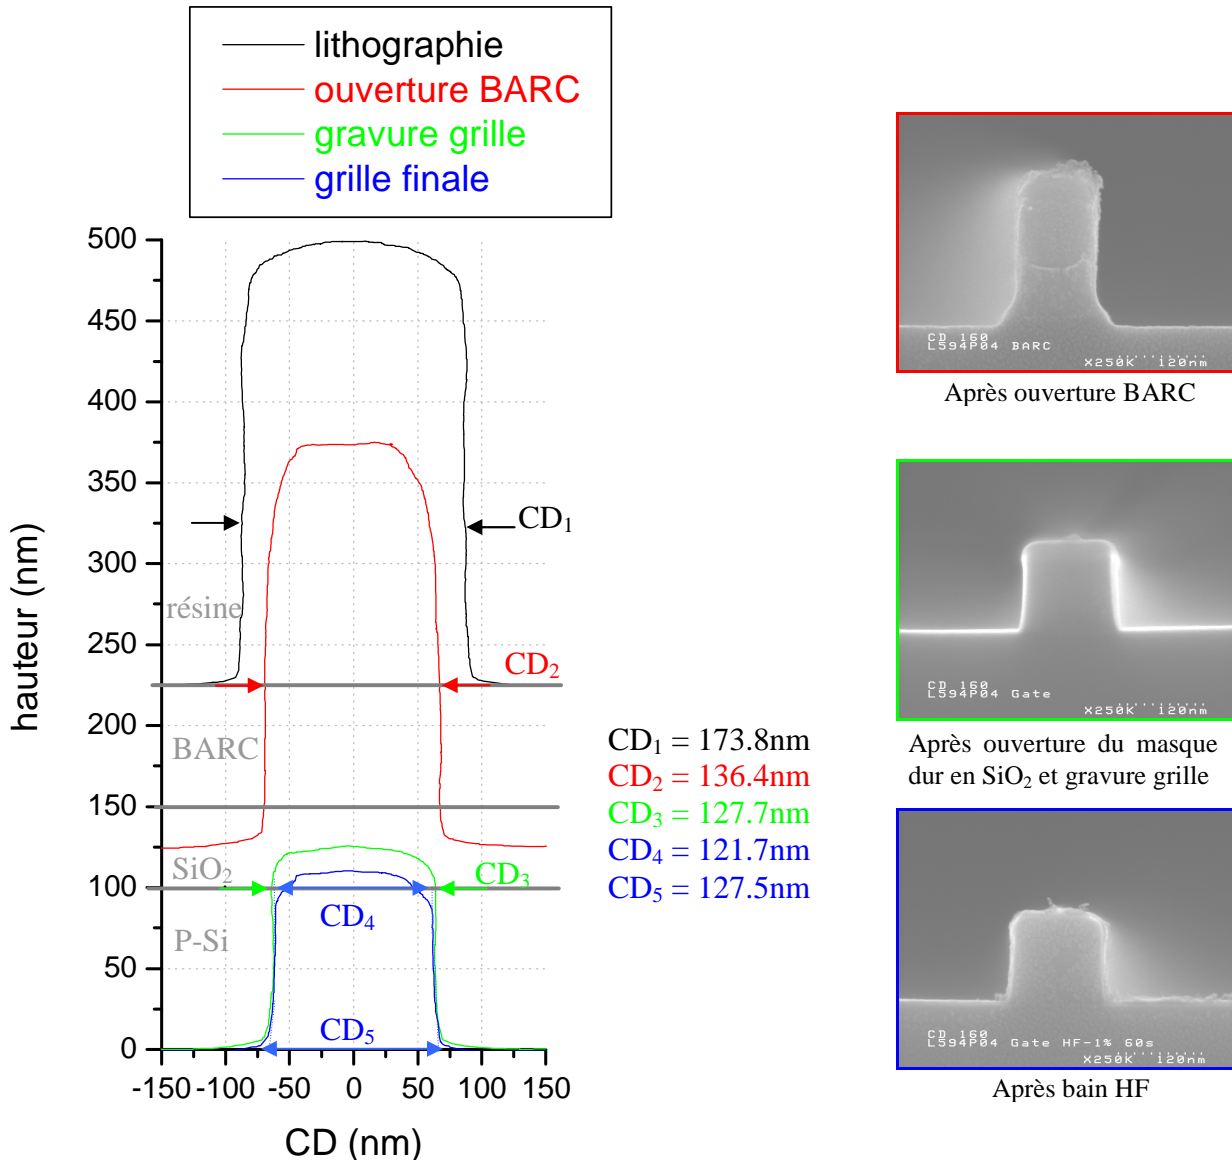 lithographie
ouverture BARC
gravure grille
grille finale
500
450
400
350
300
250
200
150
100
50
0
hauteur (nm)
résine
BARC
SiO₂
P-Si
CD₁
CD₂
CD₃
CD₄
CD₅
-150 -100 -50 0 50 100 150
CD (nm)
CD₁ = 173.8nm
CD₂ = 136.4nm
CD₃ = 127.7nm
CD₄ = 121.7nm
CD₅ = 127.5nm
CD 160
L594P04 BARC
X250K 120nm
Après ouverture BARC
CD 160
L594P04 Gate
X250K 120nm
Après ouverture du masque
dur en SiO₂ et gravure grille
CD 160
L594P04 Gate HF-1% 60s
X250K 120nm
Après bain HF